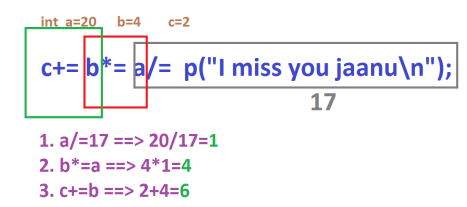 int a=20 b=4 c=2
c+= b*= a/= p("I miss you jaanu\n");
17
1. a/=17 ==> 20/17=1
2. b*=a ==> 4*1=4
3. c+=b ==> 2+4=6